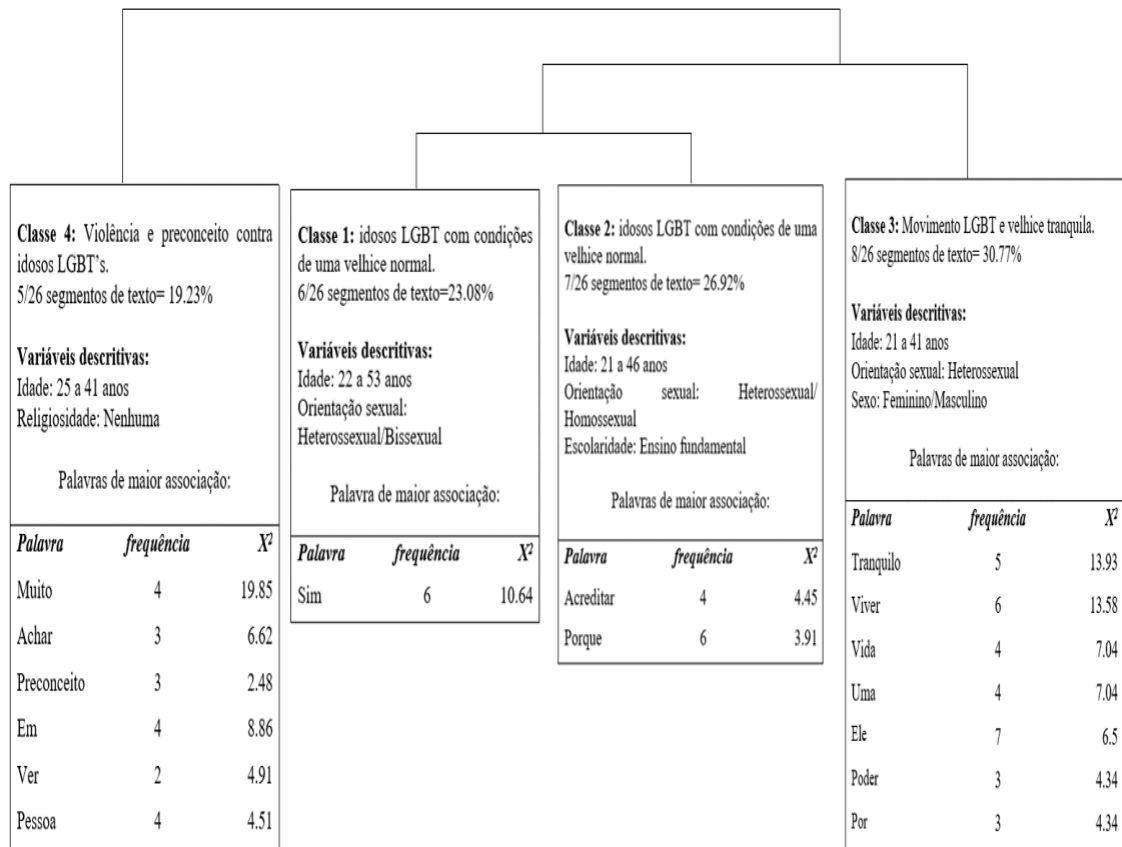 Classe 4: Violência e preconceito contra
idosos LGBT's.
5/26 segmentos de texto= 19.23%
Variáveis descritivas:
Idade: 25 a 41 anos
Religiosidade: Nenhuma
Palavras de maior associação:
Palavra frequência X²
Muito 4 19.85
Achar 3 6.62
Preconceito 3 2.48
Em 4 8.86
Ver 2 4.91
Pessoa 4 4.51
Classe 1: idosos LGBT com condições
de uma velhice normal.
6/26 segmentos de texto=23.08%
Variáveis descritivas:
Idade: 22 a 53 anos
Orientação sexual:
Heterossexual/Bissexual
Palavra de maior associação:
Palavra frequência X²
Sim 6 10.64
Classe 2: idosos LGBT com condições de uma
velhice normal.
7/26 segmentos de texto= 26.92%
Variáveis descritivas:
Idade: 21 a 46 anos
Orientação sexual: Heterossexual/
Homossexual
Escolaridade: Ensino fundamental
Palavras de maior associação:
Palavra frequência X²
Acreditar 4 4.45
Porque 6 3.91
Classe 3: Movimento LGBT e velhice tranquila.
8/26 segmentos de texto= 30.77%
Variáveis descritivas:
Idade: 21 a 41 anos
Orientação sexual: Heterossexual
Sexo: Feminino/Masculino
Palavras de maior associação:
Palavra frequência X²
Tranquilo 5 13.93
Viver 6 13.58
Vida 4 7.04
Uma 4 7.04
Ele 7 6.5
Poder 3 4.34
Por 3 4.34